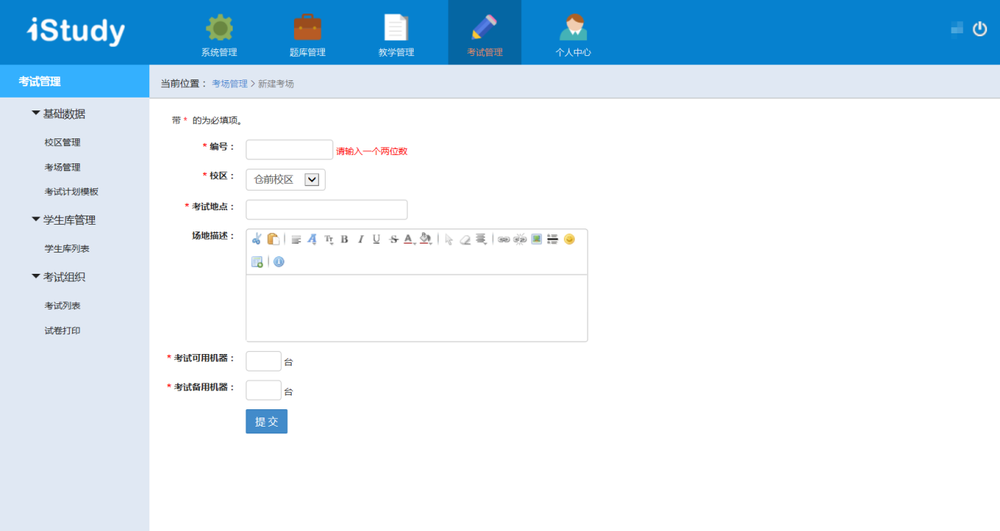 iStudy
系统管理
题库管理
教学管理
考试管理
个人中心
考试管理
当前位置： 考场管理 > 新建考场
基础数据
校区管理
考场管理
考试计划模板
学生库管理
学生库列表
考试组织
考试列表
试卷打印
带 * 的为必填项。
* 编号： 请输入一个两位数
* 校区： 仓前校区
* 考试地点：
场地描述：
* 考试可用机器： 台
* 考试备用机器： 台
提交